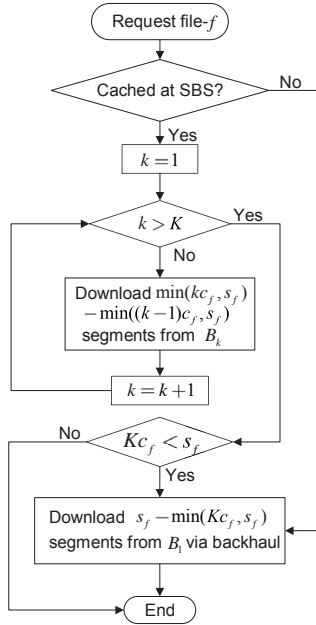 Request file-f
Cached at SBS?
No
Yes
k = 1
k > K
Yes
No
Download min(kc_f, s_f)
−min((k−1)c_f, s_f)
segments from B_k
k = k+1
No
Kc_f < s_f
Yes
Download s_f − min(Kc_f, s_f)
segments from B_1 via backhaul
End